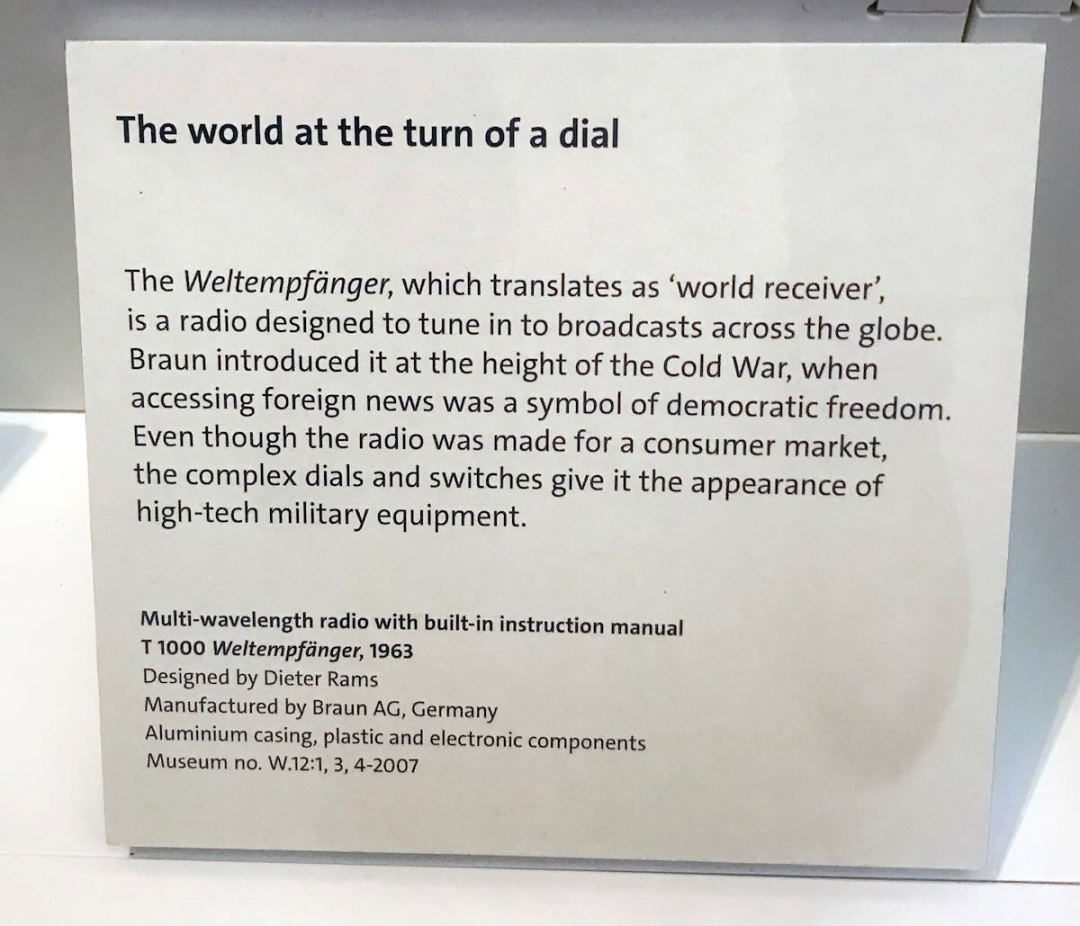 The world at the turn of a dial
The Weltempfänger, which translates as ‘world receiver’,
is a radio designed to tune in to broadcasts across the globe.
Braun introduced it at the height of the Cold War, when
accessing foreign news was a symbol of democratic freedom.
Even though the radio was made for a consumer market,
the complex dials and switches give it the appearance of
high-tech military equipment.
Multi-wavelength radio with built-in instruction manual
T 1000 Weltempfänger, 1963
Designed by Dieter Rams
Manufactured by Braun AG, Germany
Aluminium casing, plastic and electronic components
Museum no. W.12:1, 3, 4-2007